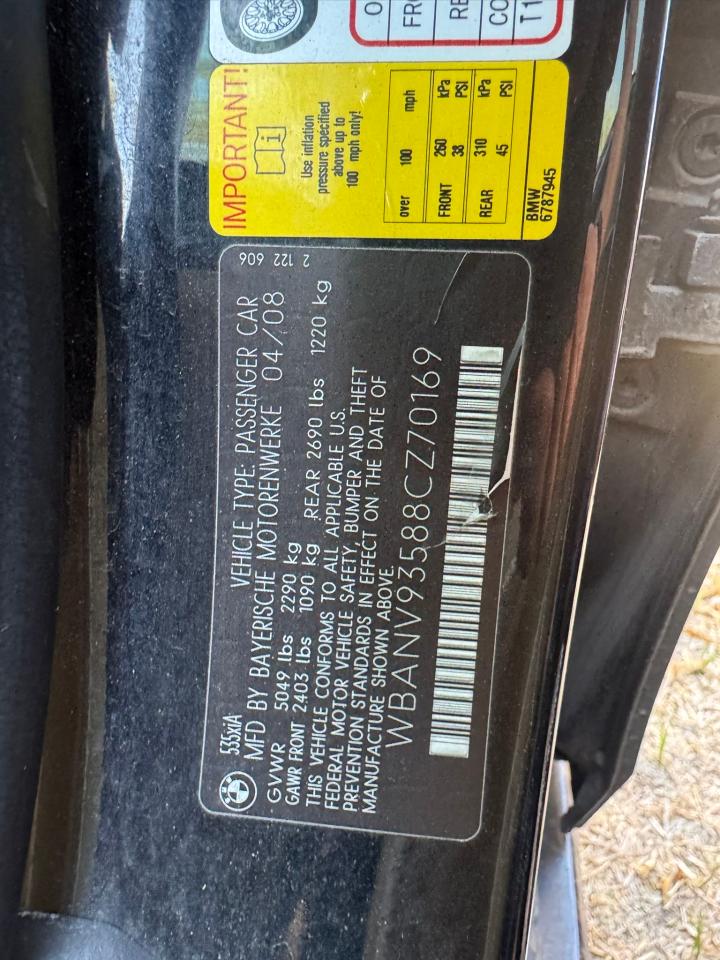 535xiA
VEHICLE TYPE: PASSENGER CAR
MFD BY BAYERISCHE MOTORENWERKE 04/08
GVWR 5049 lbs 2290 kg
GAWR FRONT 2403 lbs 1090 kg REAR 2690 lbs 1220 kg
THIS VEHICLE CONFORMS TO ALL APPLICABLE U.S.
FEDERAL MOTOR VEHICLE SAFETY, BUMPER AND THEFT
PREVENTION STANDARDS IN EFFECT ON THE DATE OF
MANUFACTURE SHOWN ABOVE.
WBANV93588CZ70169
2 122 606
IMPORTANT!
i
Use inflation
pressure specified
above up to
100 mph only!
over 100 mph
FRONT 260 kPa
38 PSI
REAR 310 kPa
45 PSI
BMW
6787945